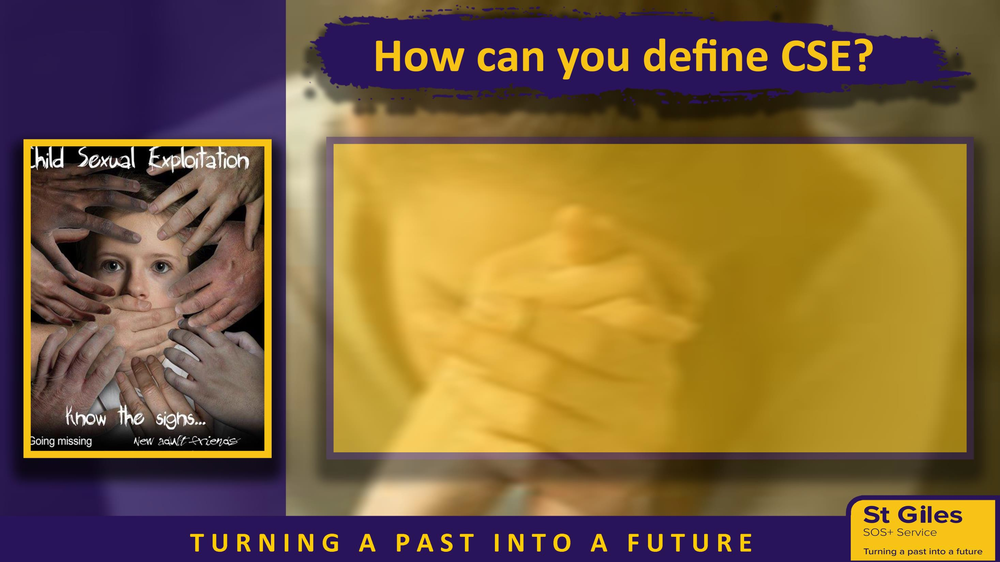 How can you define CSE?
Child Sexual Exploitation
Know the signs...
Going missing
New adult friends
TURNING A PAST INTO A FUTURE
St Giles
SOS+ Service
Turning a past into a future